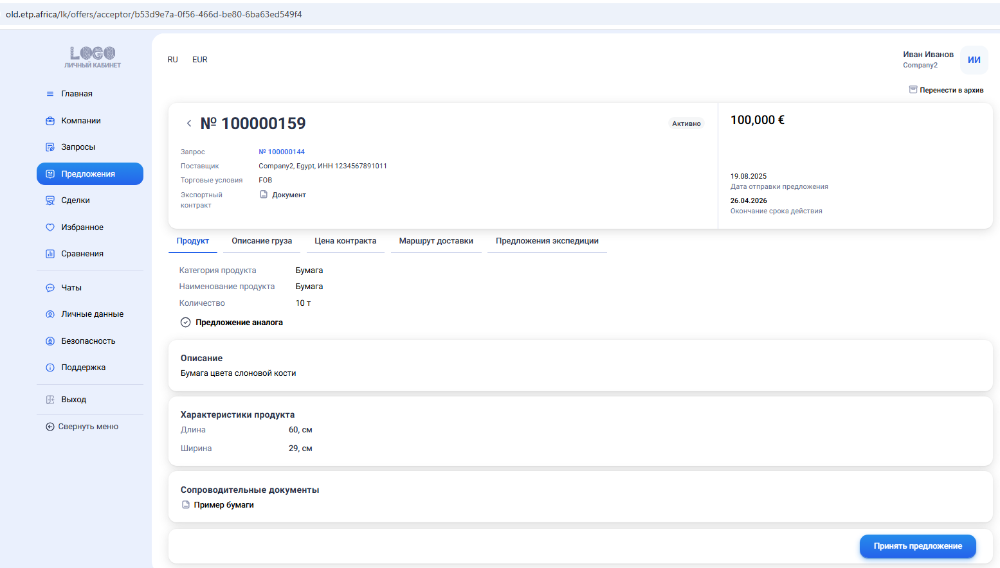 old.etp.africa/lk/offers/acceptor/b53d9e7a-0f56-466d-be80-6ba63ed549f4
LOGO
ЛИЧНЫЙ КАБИНЕТ
Главная
Компании
Запросы
Предложения
Сделки
Избранное
Сравнения
Чаты
Личные данные
Безопасность
Поддержка
Выход
Свернуть меню
RU EUR
Иван Иванов
Company2
ИИ
Перенести в архив
№ 100000159
Активно
Запрос № 100000144
Поставщик Company2, Egypt, ИНН 1234567891011
Торговые условия FOB
Экспортный контракт Документ
100,000 €
19.08.2025
Дата отправки предложения
26.04.2026
Окончание срока действия
Продукт Описание груза Цена контракта Маршрут доставки Предложения экспедиции
Категория продукта Бумага
Наименование продукта Бумага
Количество 10 т
Предложение аналога
Описание
Бумага цвета слоновой кости
Характеристики продукта
Длина 60, см
Ширина 29, см
Сопроводительные документы
Пример бумаги
Принять предложение